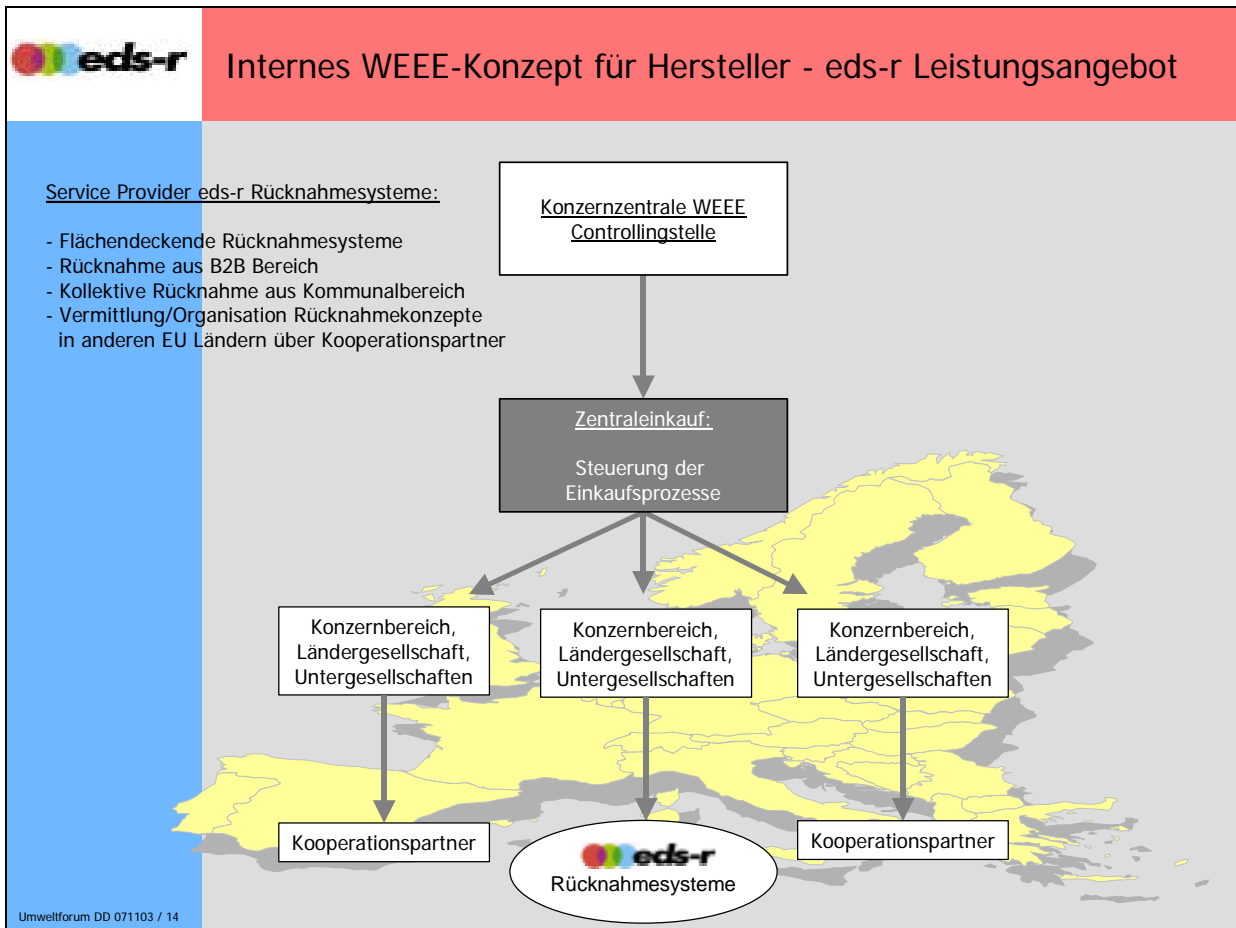 eds-r
Internes WEEE-Konzept für Hersteller - eds-r Leistungsangebot
Service Provider eds-r Rücknahmesysteme:
- Flächendeckende Rücknahmesysteme
- Rücknahme aus B2B Bereich
- Kollektive Rücknahme aus Kommunalbereich
- Vermittlung/Organisation Rücknahmekonzepte
in anderen EU Ländern über Kooperationspartner
Konzernzentrale WEEE
Controllingstelle
Zentraleinkauf:
Steuerung der
Einkaufsprozesse
Konzernbereich,
Ländergesellschaft,
Untergesellschaften
Konzernbereich,
Ländergesellschaft,
Untergesellschaften
Konzernbereich,
Ländergesellschaft,
Untergesellschaften
Kooperationspartner
eds-r
Rücknahmesysteme
Kooperationspartner
Umweltforum DD 071103 / 14